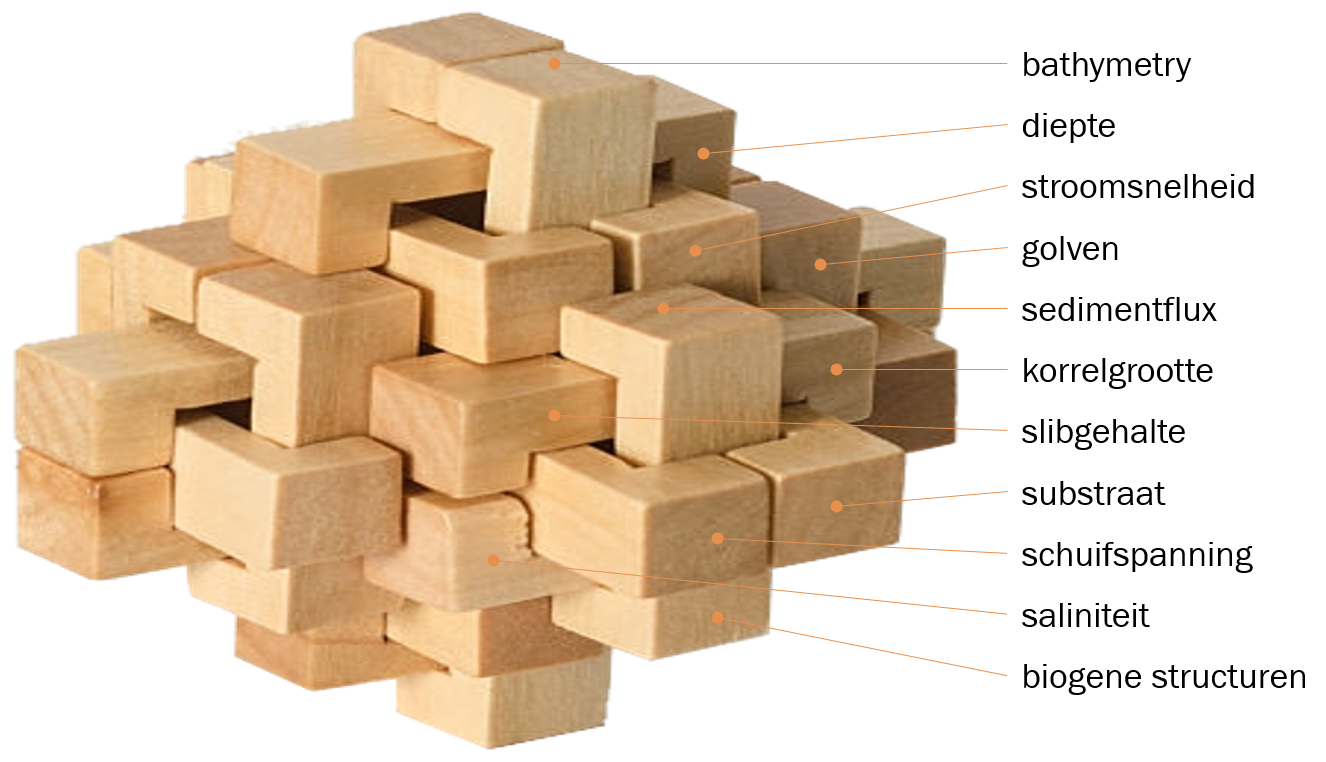 bathymetry
diepte
stroomsnelheid
golven
sedimentflux
korrelgrootte
slibgehalte
substraat
schuifspanning
saliniteit
biogene structuren